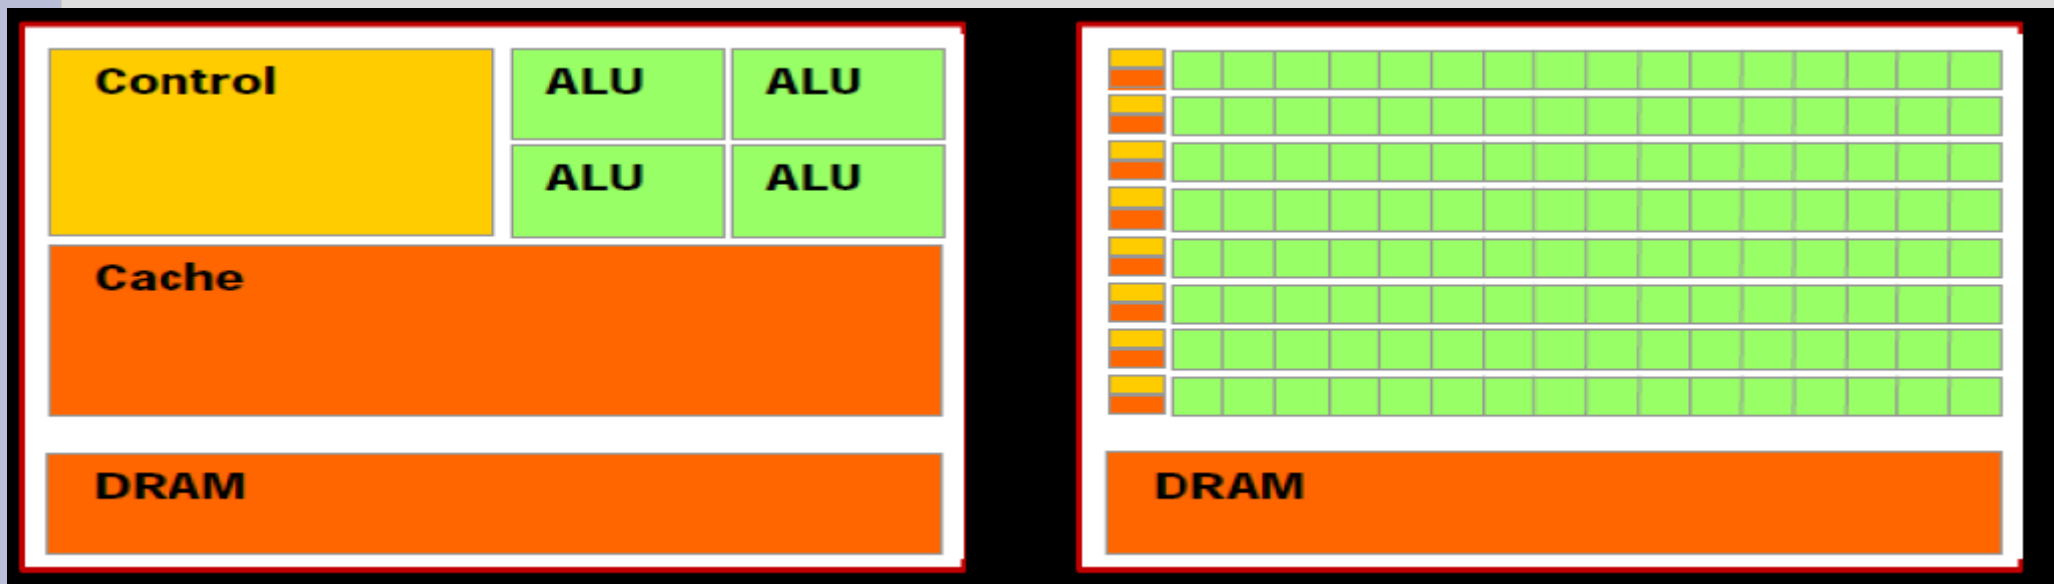 Control
ALU
ALU
ALU
ALU
Cache
DRAM
DRAM